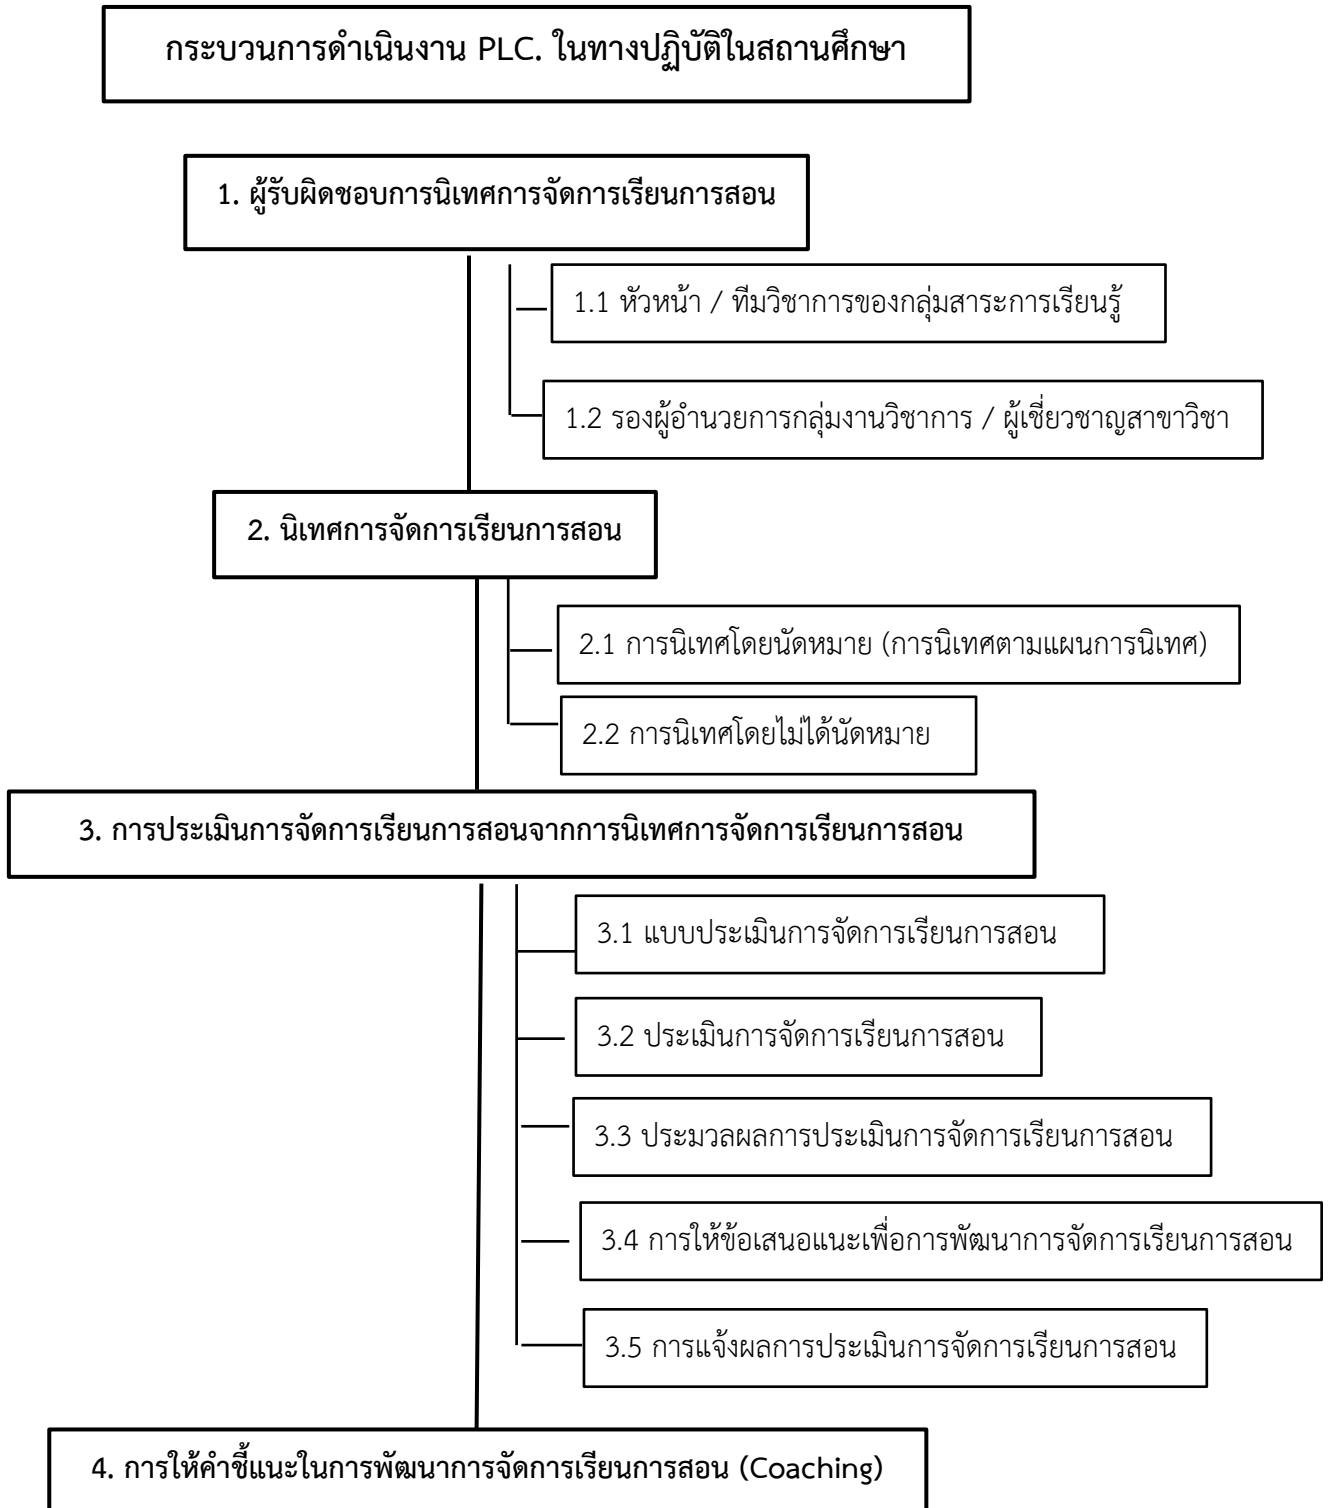 กระบวนการดำเนินงาน PLC. ในทางปฏิบัติในสถานศึกษา
1. ผู้รับผิดชอบการนิเทศการจัดการเรียนการสอน
1.1 หัวหน้า / ทีมวิชาการของกลุ่มสาระการเรียนรู้
1.2 รองผู้อำนวยการกลุ่มงานวิชาการ / ผู้เชี่ยวชาญสาขาวิชา
2. นิเทศการจัดการเรียนการสอน
2.1 การนิเทศโดยนัดหมาย (การนิเทศตามแผนการนิเทศ)
2.2 การนิเทศโดยไม่ได้นัดหมาย
3. การประเมินการจัดการเรียนการสอนจากการนิเทศการจัดการเรียนการสอน
3.1 แบบประเมินการจัดการเรียนการสอน
3.2 ประเมินการจัดการเรียนการสอน
3.3 ประมวลผลการประเมินการจัดการเรียนการสอน
3.4 การให้ข้อเสนอแนะเพื่อการพัฒนาการจัดการเรียนการสอน
3.5 การแจ้งผลการประเมินการจัดการเรียนการสอน
4. การให้คำชี้แนะในการพัฒนาการจัดการเรียนการสอน (Coaching)